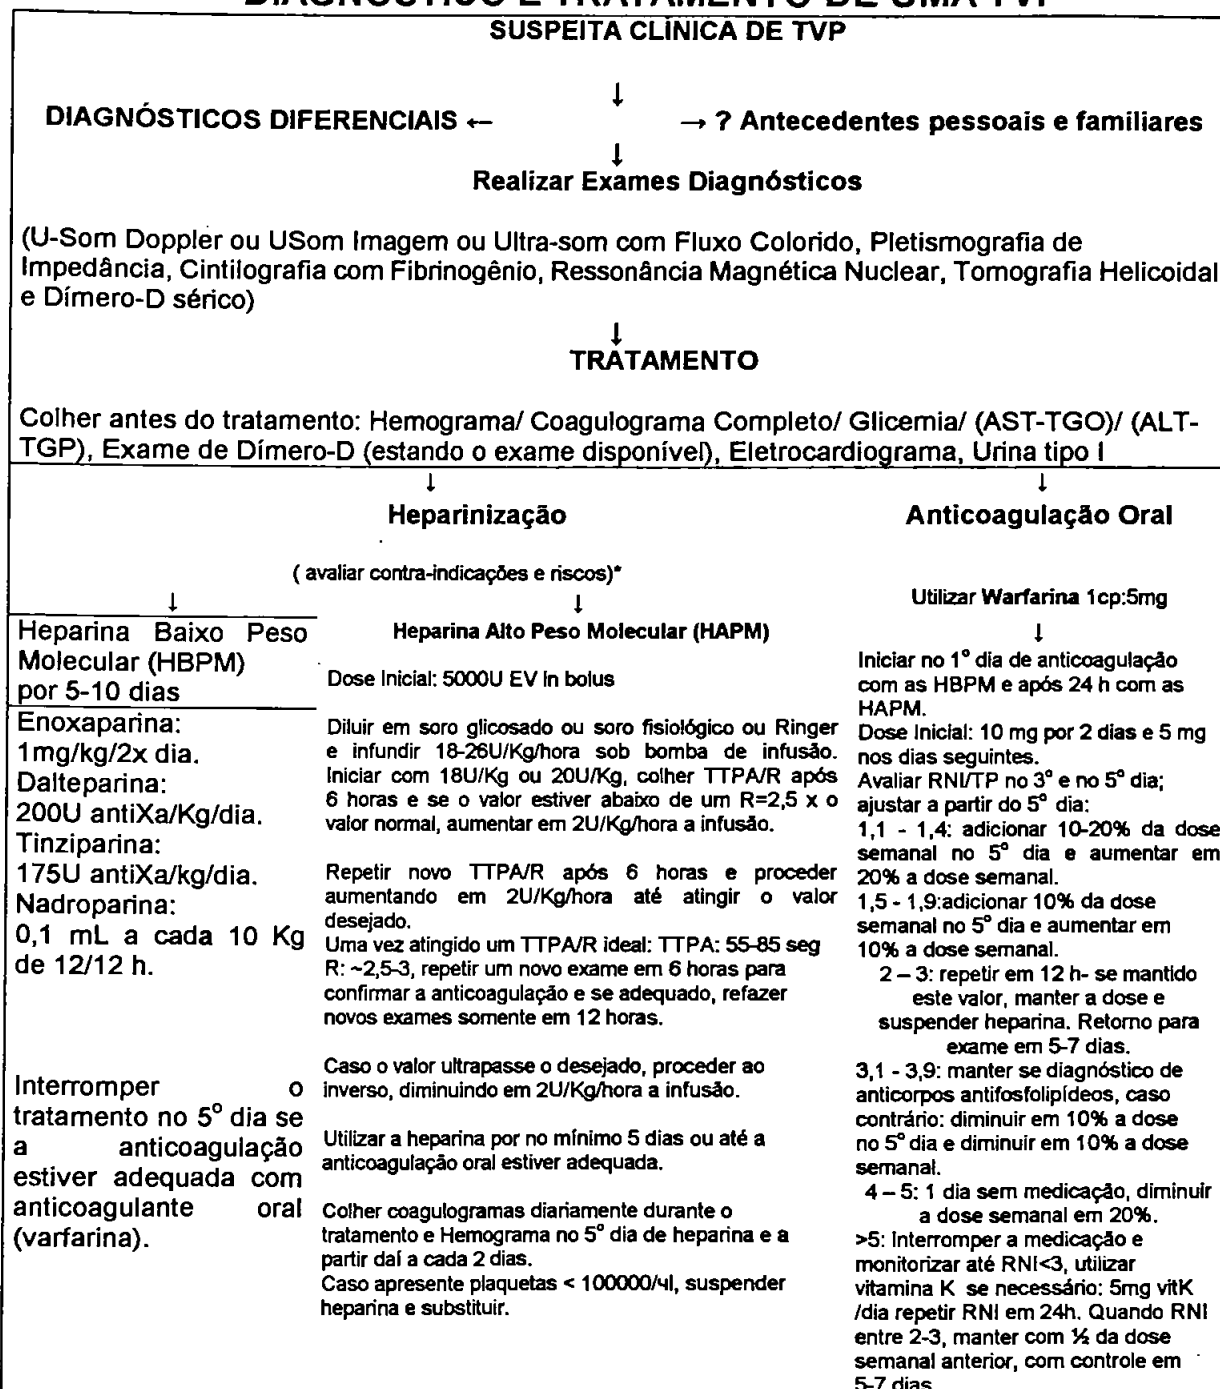 DIAGNÓSTICO E TRATAMENTO DE UMA TVP
SUSPEITA CLÍNICA DE TVP
↓
DIAGNÓSTICOS DIFERENCIAIS ← → ? Antecedentes pessoais e familiares
↓
Realizar Exames Diagnósticos
(U-Som Doppler ou USom Imagem ou Ultra-som com Fluxo Colorido, Pletismografia de
Impedância, Cintilografia com Fibrinogênio, Ressonância Magnética Nuclear, Tomografia Helicoidal
e Dímero-D sérico)
↓
TRATAMENTO
Colher antes do tratamento: Hemograma/ Coagulograma Completo/ Glicemia/ (AST-TGO)/ (ALT-
TGP), Exame de Dímero-D (estando o exame disponível), Eletrocardiograma, Urina tipo I
↓
Heparinização
( avaliar contra-indicações e riscos)*
↓
Heparina Baixo Peso
Molecular (HBPM)
por 5-10 dias
Enoxaparina:
1mg/kg/2x dia.
Dalteparina:
200U antiXa/Kg/dia.
Tinziparina:
175U antiXa/kg/dia.
Nadroparina:
0,1 mL a cada 10 Kg
de 12/12 h.
Interromper o
tratamento no 5º dia se
a anticoagulação
estiver adequada com
anticoagulante oral
(varfarina).
↓
Heparina Alto Peso Molecular (HAPM)
Dose Inicial: 5000U EV in bolus
Diluir em soro glicosado ou soro fisiológico ou Ringer
e infundir 18-26U/Kg/hora sob bomba de infusão.
Iniciar com 18U/Kg ou 20U/Kg, colher TTPA/R após
6 horas e se o valor estiver abaixo de um R=2,5 x o
valor normal, aumentar em 2U/Kg/hora a infusão.
Repetir novo TTPA/R após 6 horas e proceder
aumentando em 2U/Kg/hora até atingir o valor
desejado.
Uma vez atingido um TTPA/R ideal: TTPA: 55-85 seg
R: ~2,5-3, repetir um novo exame em 6 horas para
confirmar a anticoagulação e se adequado, refazer
novos exames somente em 12 horas.
Caso o valor ultrapasse o desejado, proceder ao
inverso, diminuindo em 2U/Kg/hora a infusão.
Utilizar a heparina por no mínimo 5 dias ou até a
anticoagulação oral estiver adequada.
Colher coagulogramas diariamente durante o
tratamento e Hemograma no 5º dia de heparina e a
partir daí a cada 2 dias.
Caso apresente plaquetas < 100000/чl, suspender
heparina e substituir.
↓
Anticoagulação Oral
Utilizar Warfarina 1cp:5mg
↓
Iniciar no 1º dia de anticoagulação
com as HBPM e após 24 h com as
HAPM.
Dose Inicial: 10 mg por 2 dias e 5 mg
nos dias seguintes.
Avaliar RNI/TP no 3º e no 5º dia;
ajustar a partir do 5º dia:
1,1 - 1,4: adicionar 10-20% da dose
semanal no 5º dia e aumentar em
20% a dose semanal.
1,5 - 1,9:adicionar 10% da dose
semanal no 5º dia e aumentar em
10% a dose semanal.
2 – 3: repetir em 12 h- se mantido
este valor, manter a dose e
suspender heparina. Retorno para
exame em 5-7 dias.
3,1 - 3,9: manter se diagnóstico de
anticorpos antifosfolipídeos, caso
contrário: diminuir em 10% a dose
no 5º dia e diminuir em 10% a dose
semanal.
4 – 5: 1 dia sem medicação, diminuir
a dose semanal em 20%.
>5: Interromper a medicação e
monitorizar até RNI<3, utilizar
vitamina K se necessário: 5mg vitK
/dia repetir RNI em 24h. Quando RNI
entre 2-3, manter com ½ da dose
semanal anterior, com controle em
5-7 dias